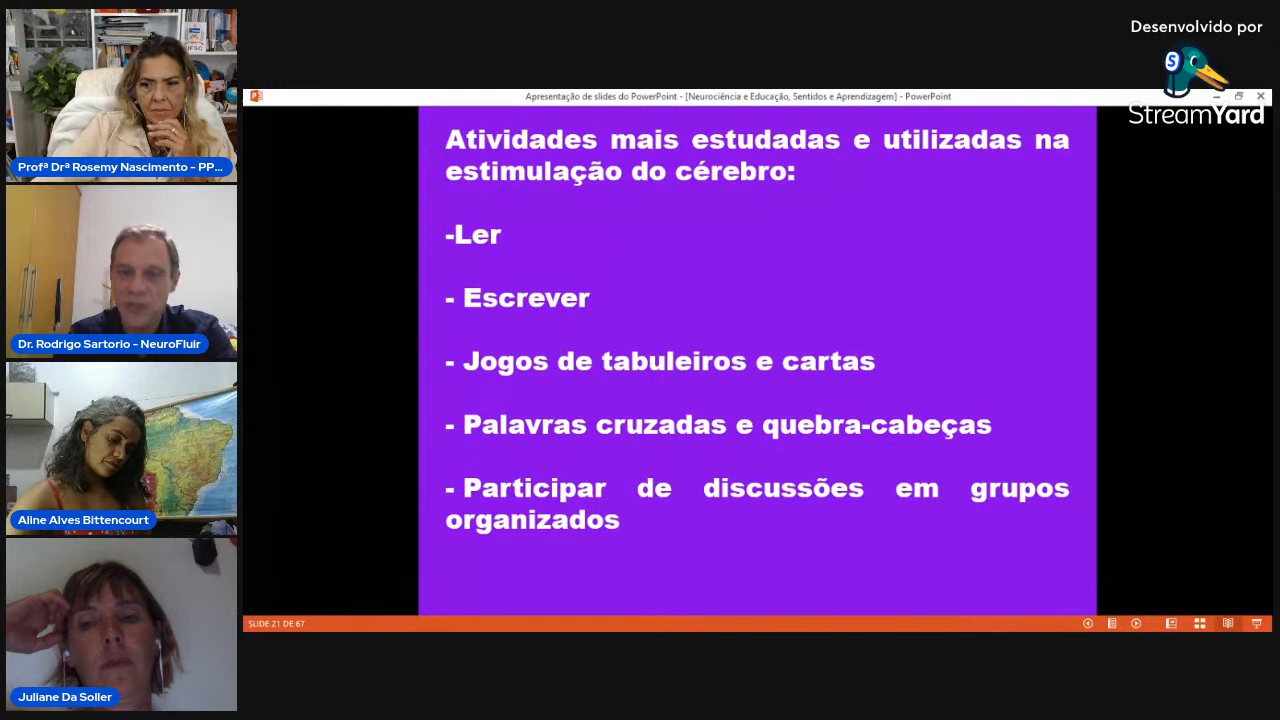 Desenvolvido por
StreamYard
Apresentação de slides do PowerPoint - [Neurociência e Educação, Sentidos e Aprendizagem] - PowerPoint
Atividades mais estudadas e utilizadas na
estimulação do cérebro:
-Ler
- Escrever
- Jogos de tabuleiros e cartas
- Palavras cruzadas e quebra-cabeças
- Participar de discussões em grupos
organizados
SLIDE 21 DE 67
UFSC
Profª Drª Rosemy Nascimento - PP...
Dr. Rodrigo Sartorio - NeuroFluir
Aline Alves Bittencourt
Juliane Da Soller